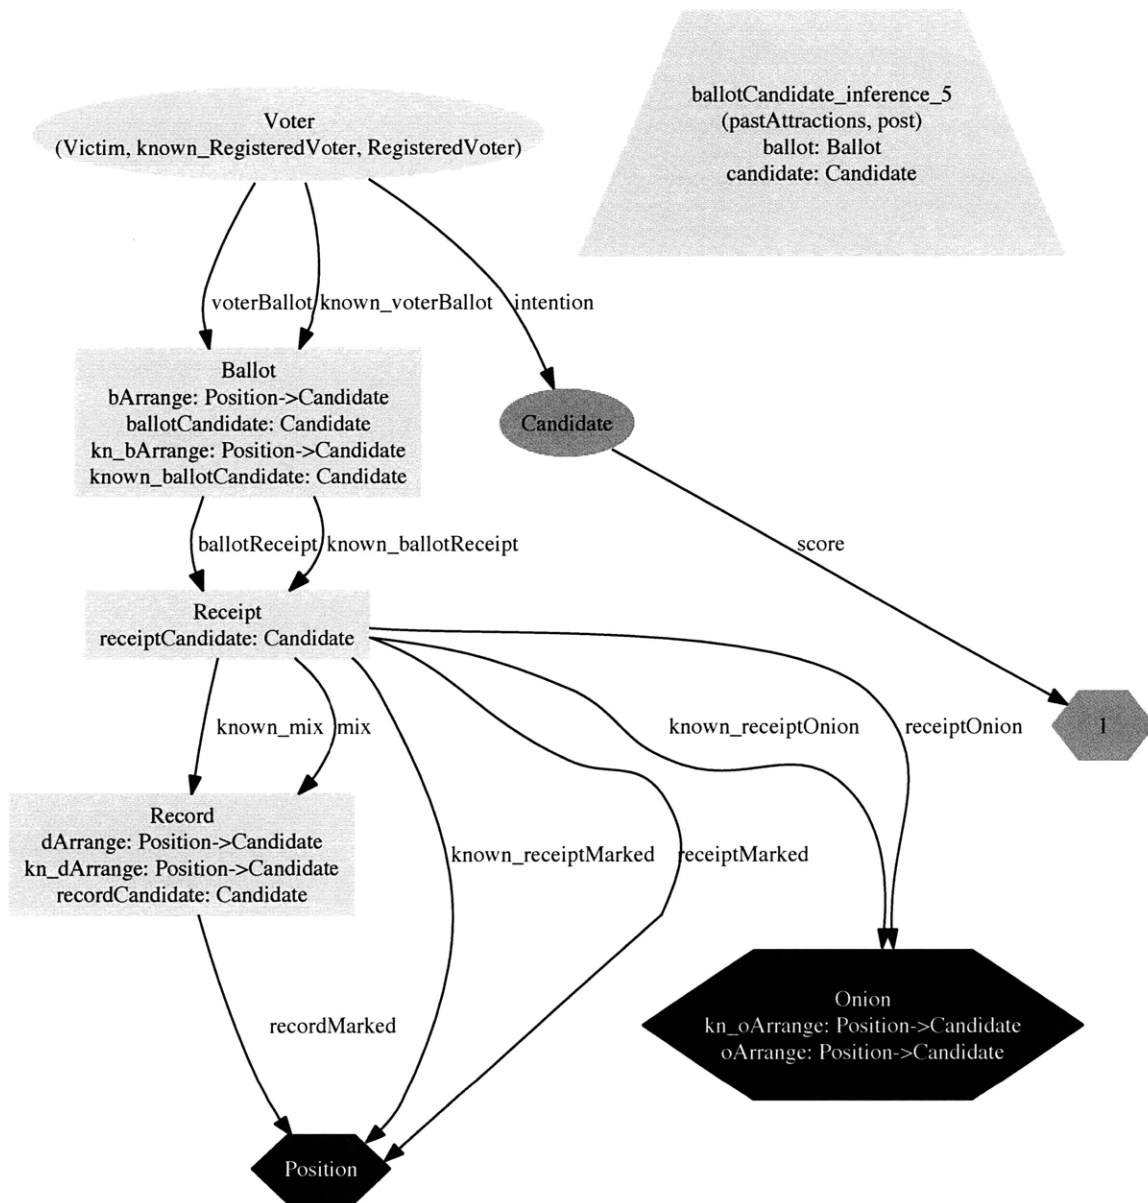 ballotCandidate_inference_5
(pastAttractions, post)
ballot: Ballot
candidate: Candidate
Voter
(Victim, known_RegisteredVoter, RegisteredVoter)
voterBallot
known_voterBallot
intention
Ballot
bArrange: Position->Candidate
ballotCandidate: Candidate
kn_bArrange: Position->Candidate
known_ballotCandidate: Candidate
Candidate
ballotReceipt
known_ballotReceipt
score
Receipt
receiptCandidate: Candidate
known_mix
mix
known_receiptOnion
receiptOnion
1
Record
dArrange: Position->Candidate
kn_dArrange: Position->Candidate
recordCandidate: Candidate
known_receiptMarked
receiptMarked
recordMarked
Onion
kn_oArrange: Position->Candidate
oArrange: Position->Candidate
Position